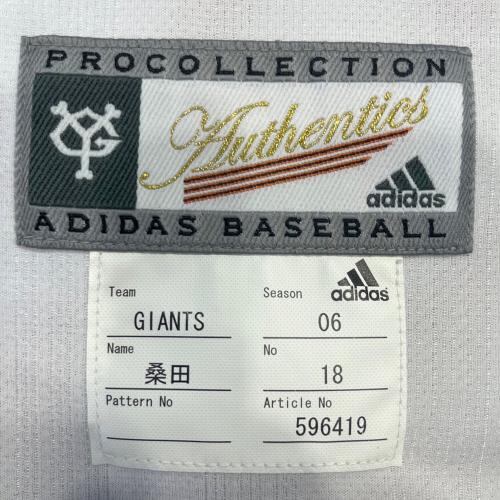 PROCOLLECTION
YG Authentics
adidas
ADIDAS BASEBALL
adidas
Team Season
GIANTS 06
Name No
桑田 18
Pattern No Article No
596419